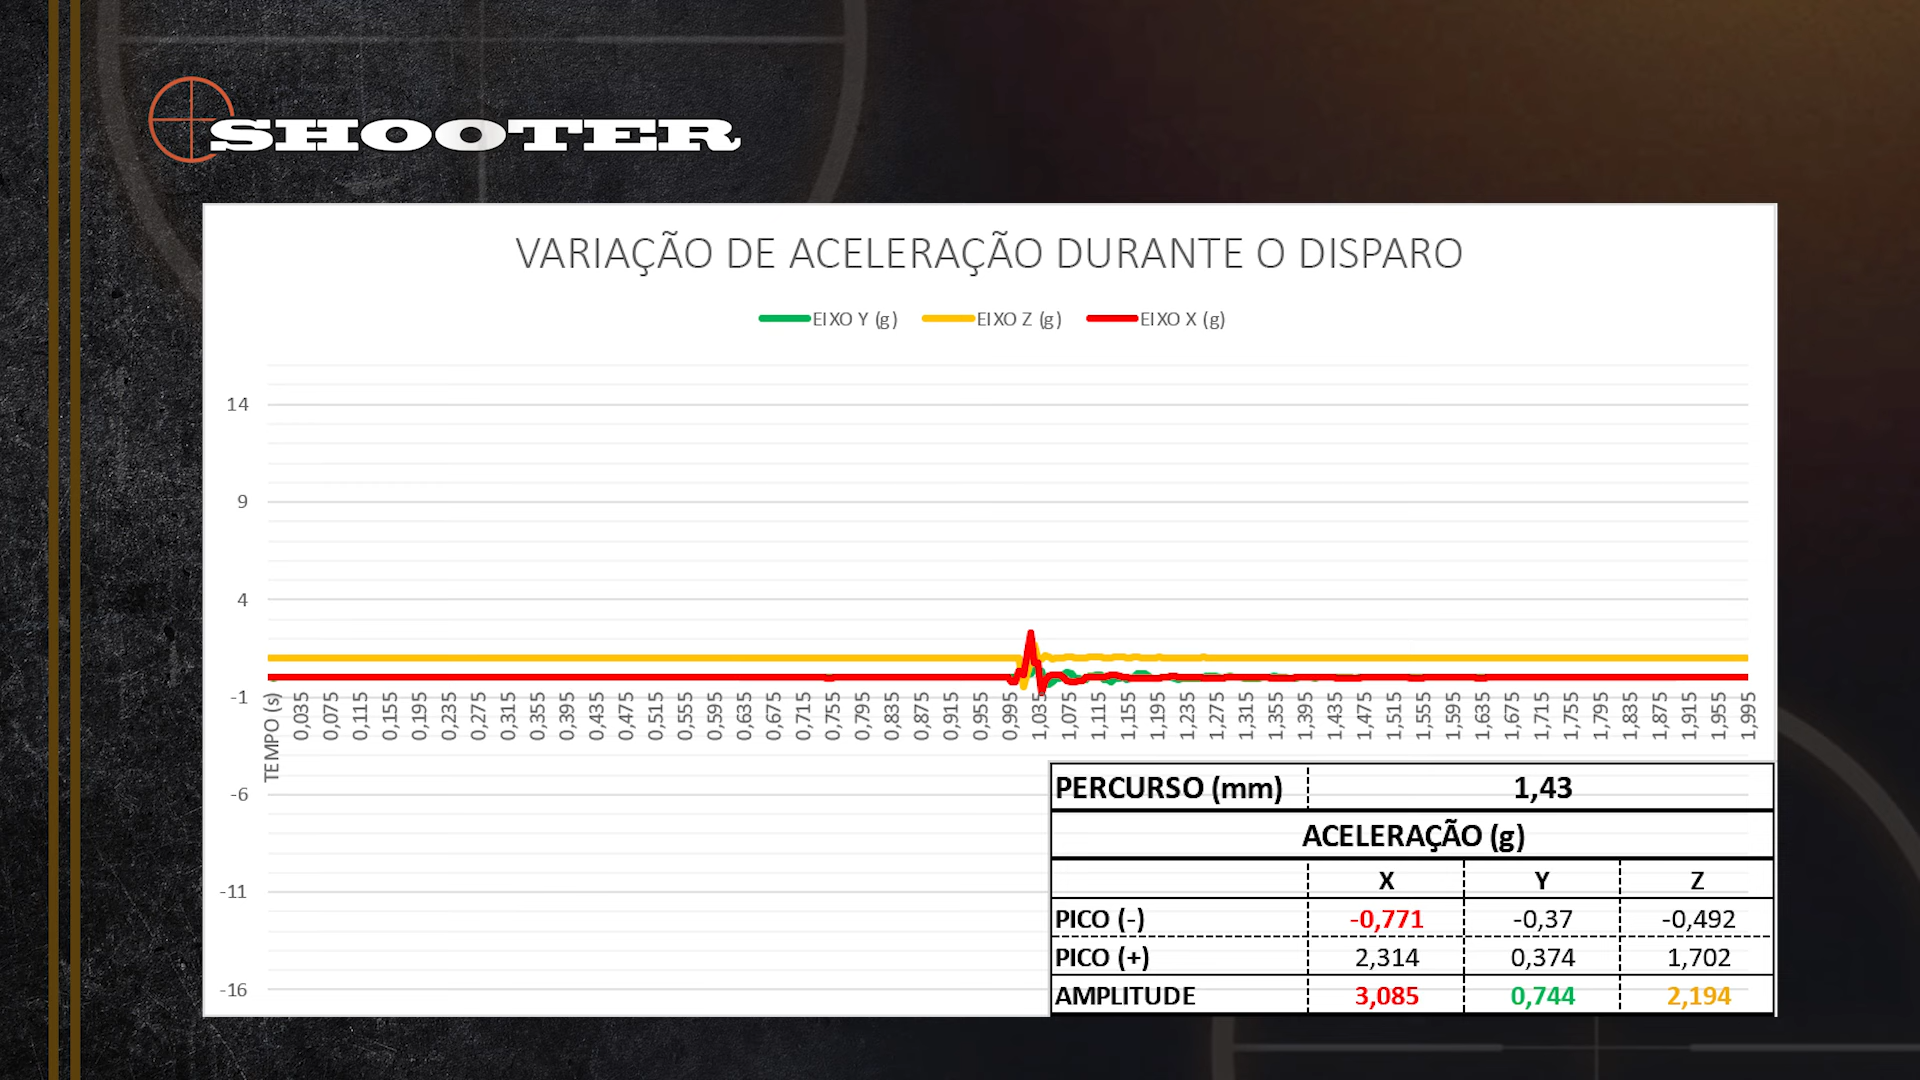 SHOOTER
VARIAÇÃO DE ACELERAÇÃO DURANTE O DISPARO
EIXO Y (g) EIXO Z (g) EIXO X (g)
14
9
4
-1
-6
-11
-16
TEMPO (s) 0,035 0,075 0,115 0,155 0,195 0,235 0,275 0,315 0,355 0,395 0,435 0,475 0,515 0,555 0,595 0,635 0,675 0,715 0,755 0,795 0,835 0,875 0,915 0,955 0,995 1,035 1,075 1,115 1,155 1,195 1,235 1,275 1,315 1,355 1,395 1,435 1,475 1,515 1,555 1,595 1,635 1,675 1,715 1,755 1,795 1,835 1,875 1,915 1,955 1,995
PERCURSO (mm) 1,43
ACELERAÇÃO (g)
X Y Z
PICO (-) -0,771 -0,37 -0,492
PICO (+) 2,314 0,374 1,702
AMPLITUDE 3,085 0,744 2,194